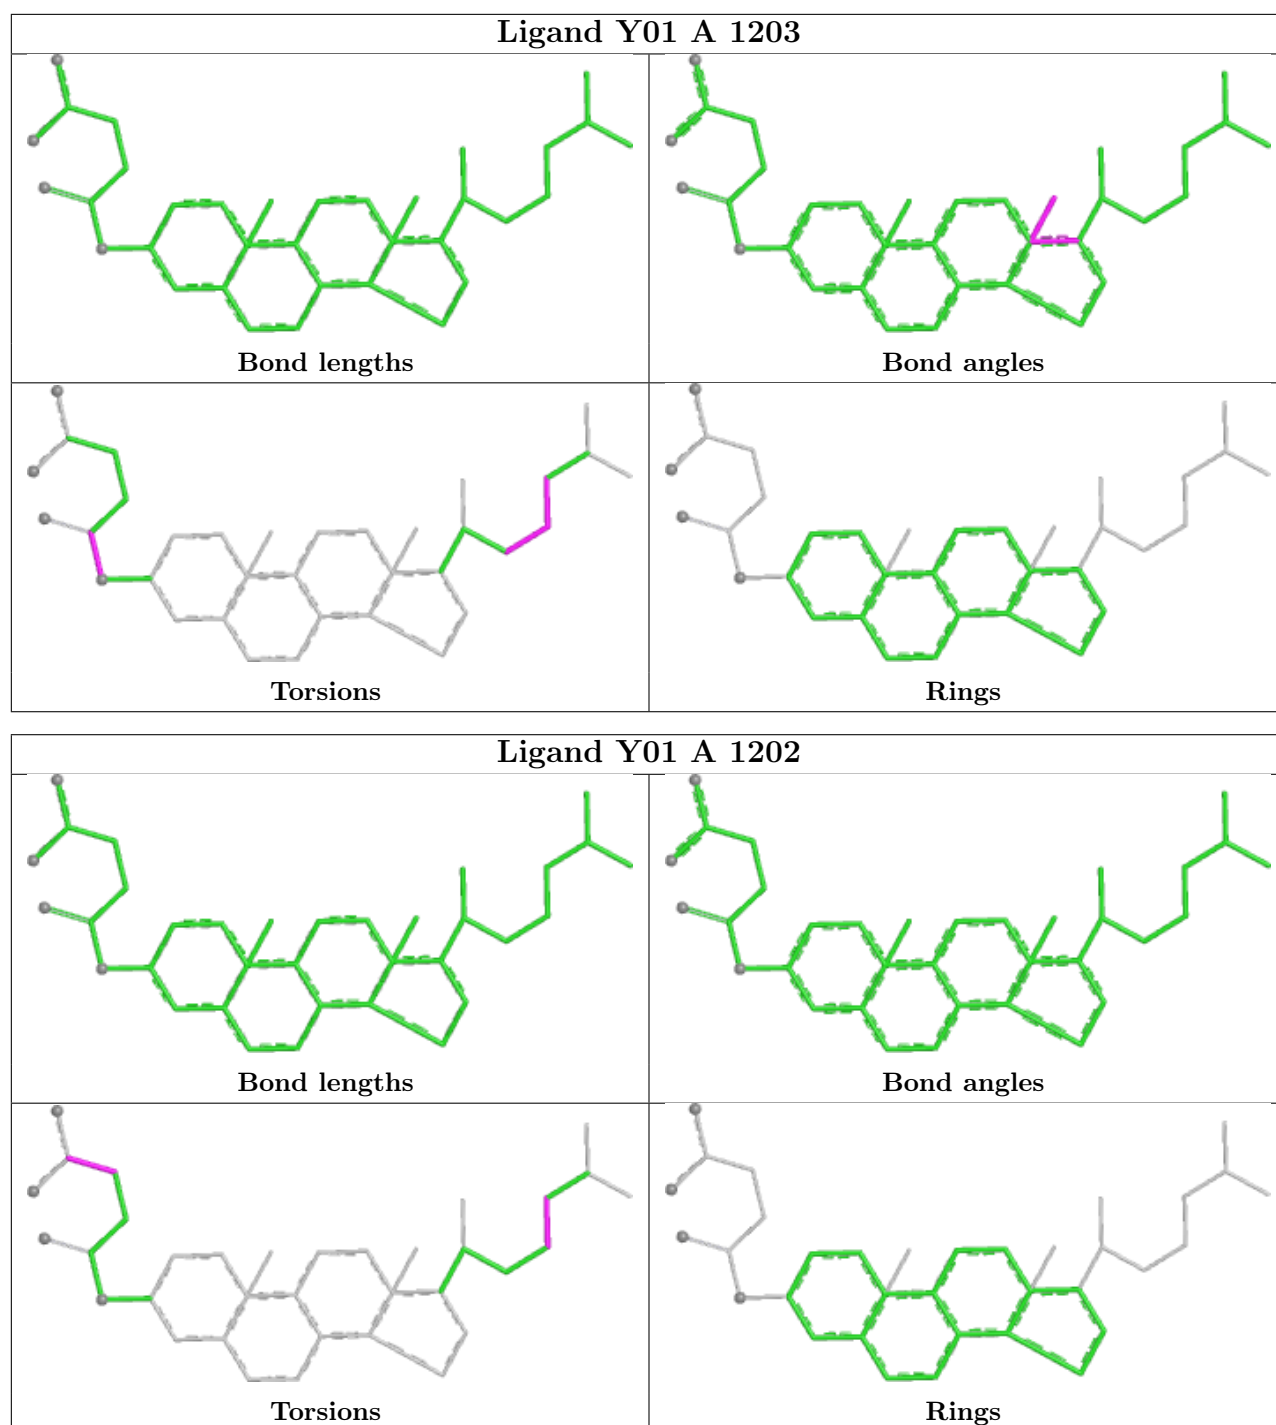 Ligand Y01 A 1203
Bond lengths
Bond angles
Torsions
Rings
Ligand Y01 A 1202
Bond lengths
Bond angles
Torsions
Rings